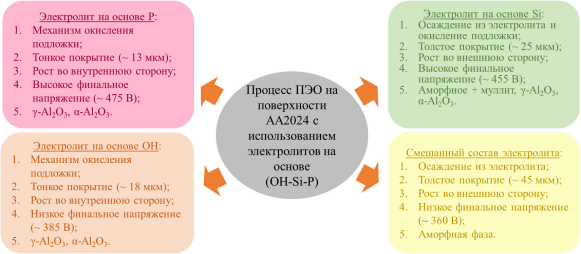 Электролит на основе P:
1. Механизм окисления
подложки;
2. Тонкое покрытие (~ 13 мкм);
3. Рост во внутреннюю сторону;
4. Высокое финальное
напряжение (~ 475 В);
5. γ-Al2O3, α-Al2O3.
Электролит на основе Si:
1. Осаждение из электролита и
окисление подложки;
2. Толстое покрытие (~ 25 мкм);
3. Рост во внешнюю сторону;
4. Высокое финальное
напряжение (~ 455 В);
5. Аморфное + муллит, γ-Al2O3,
α-Al2O3.
Процесс ПЭО на
поверхности
АА2024 с
использованием
электролитов на
основе
(OH-Si-P)
Электролит на основе OH:
1. Механизм окисления
подложки;
2. Тонкое покрытие (~ 18 мкм);
3. Рост во внутреннюю сторону;
4. Низкое финальное напряжение
(~ 385 В);
5. γ-Al2O3, α-Al2O3.
Смешанный состав электролита:
1. Осаждение из электролита;
2. Толстое покрытие (~ 45 мкм);
3. Рост во внешнюю сторону;
4. Низкое финальное напряжение
(~ 360 В);
5. Аморфная фаза.